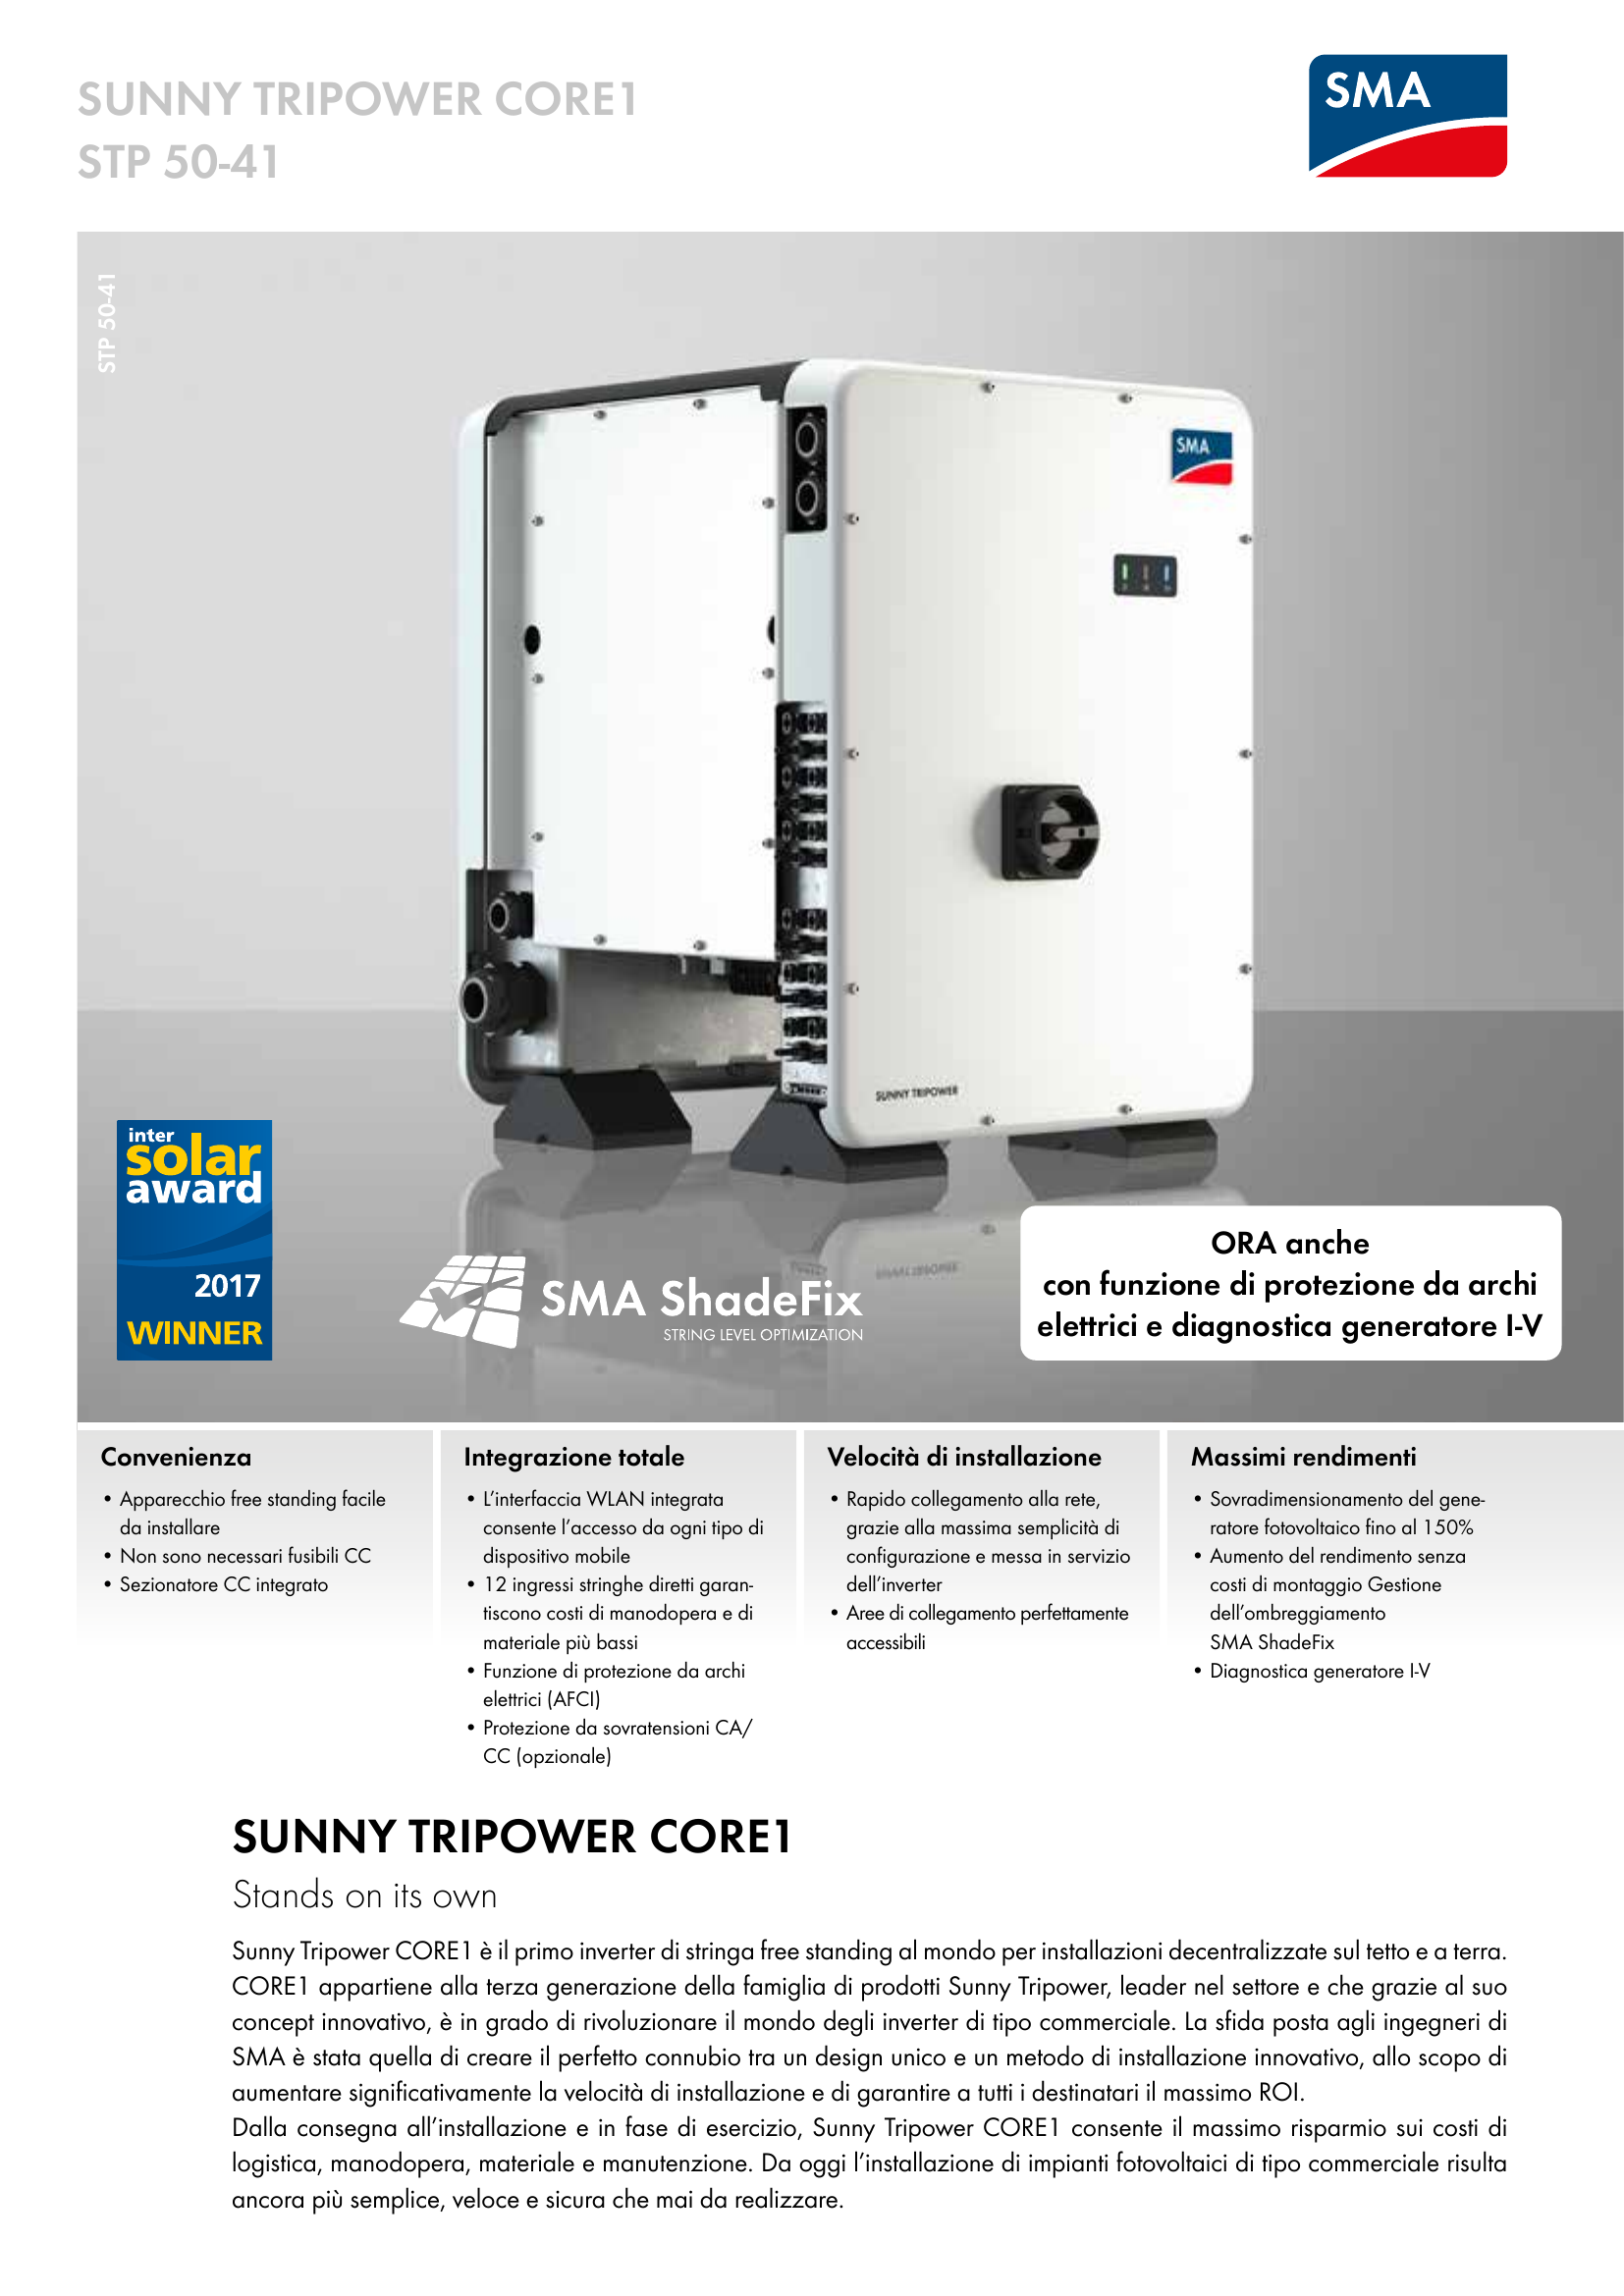 SUNNY TRIPOWER CORE1
STP 50-41
SMA
STP 50-41
SMA
SUNNY TRIPOWER
inter
solar
award
2017
WINNER
SMA ShadeFix
STRING LEVEL OPTIMIZATION
ORA anche
con funzione di protezione da archi
elettrici e diagnostica generatore I-V
Convenienza
• Apparecchio free standing facile
da installare
• Non sono necessari fusibili CC
• Sezionatore CC integrato
Integrazione totale
• L'interfaccia WLAN integrata
consente l'accesso da ogni tipo di
dispositivo mobile
• 12 ingressi stringhe diretti garan-
tiscono costi di manodopera e di
materiale più bassi
• Funzione di protezione da archi
elettrici (AFCI)
• Protezione da sovratensioni CA/
CC (opzionale)
Velocità di installazione
• Rapido collegamento alla rete,
grazie alla massima semplicità di
configurazione e messa in servizio
dell'inverter
• Aree di collegamento perfettamente
accessibili
Massimi rendimenti
• Sovradimensionamento del gene-
ratore fotovoltaico fino al 150%
• Aumento del rendimento senza
costi di montaggio Gestione
dell'ombreggiamento
SMA ShadeFix
• Diagnostica generatore I-V
SUNNY TRIPOWER CORE1
Stands on its own
Sunny Tripower CORE1 è il primo inverter di stringa free standing al mondo per installazioni decentralizzate sul tetto e a terra.
CORE1 appartiene alla terza generazione della famiglia di prodotti Sunny Tripower, leader nel settore e che grazie al suo
concept innovativo, è in grado di rivoluzionare il mondo degli inverter di tipo commerciale. La sfida posta agli ingegneri di
SMA è stata quella di creare il perfetto connubio tra un design unico e un metodo di installazione innovativo, allo scopo di
aumentare significativamente la velocità di installazione e di garantire a tutti i destinatari il massimo ROI.
Dalla consegna all'installazione e in fase di esercizio, Sunny Tripower CORE1 consente il massimo risparmio sui costi di
logistica, manodopera, materiale e manutenzione. Da oggi l'installazione di impianti fotovoltaici di tipo commerciale risulta
ancora più semplice, veloce e sicura che mai da realizzare.